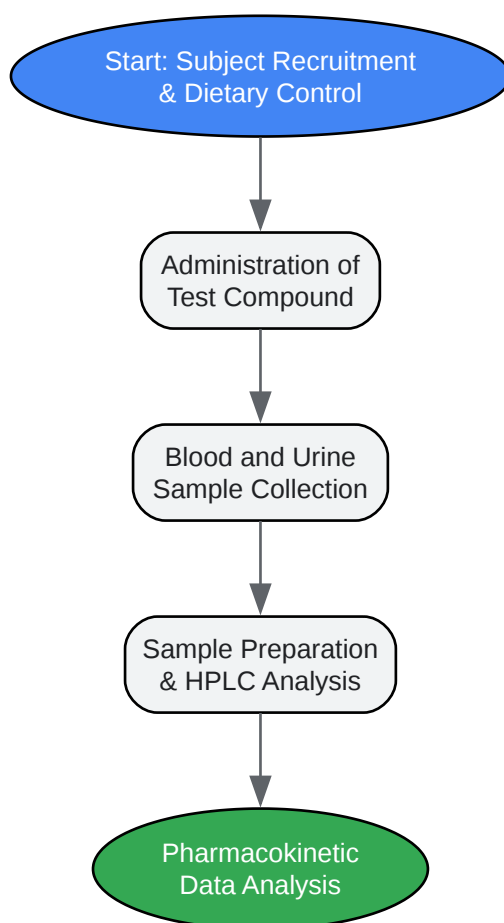 Start: Subject Recruitment
& Dietary Control
Administration of
Test Compound
Blood and Urine
Sample Collection
Sample Preparation
& HPLC Analysis
Pharmacokinetic
Data Analysis